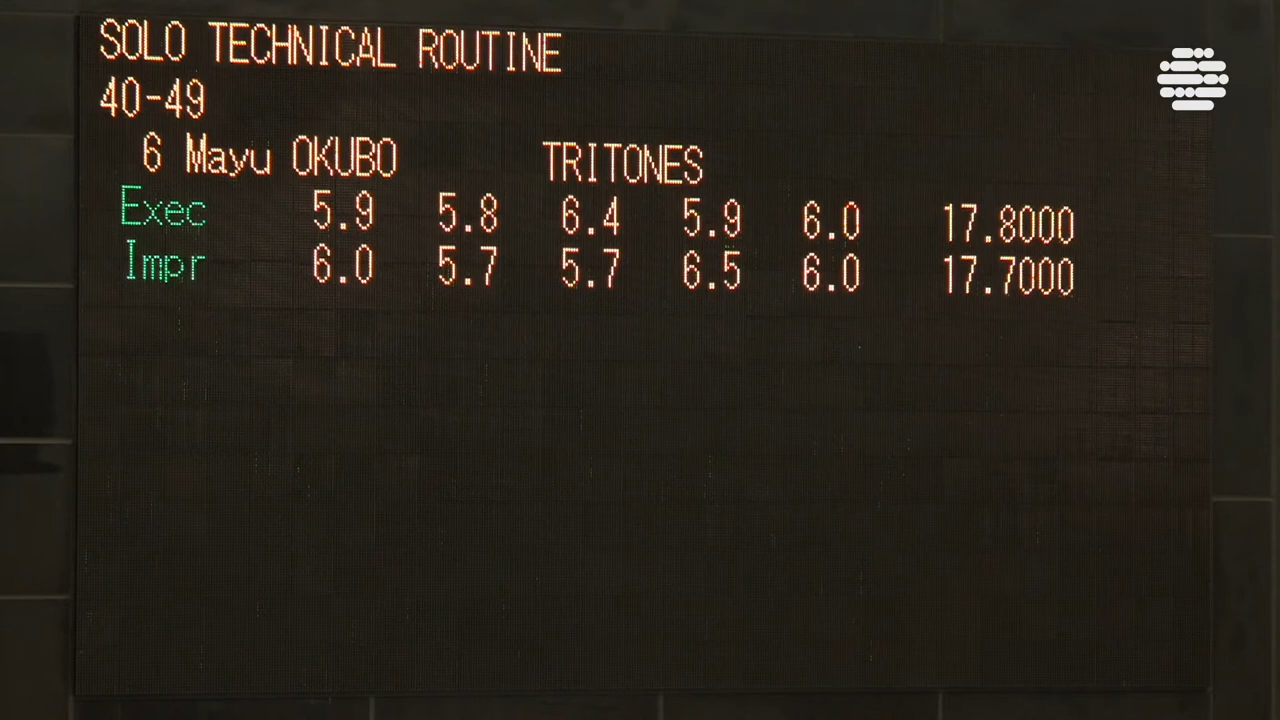 SOLO TECHNICAL ROUTINE
40-49
6 Mayu OKUBO TRITONES
Exec 5.9 5.8 6.4 5.9 6.0 17.8000
Impr 6.0 5.7 5.7 6.5 6.0 17.7000